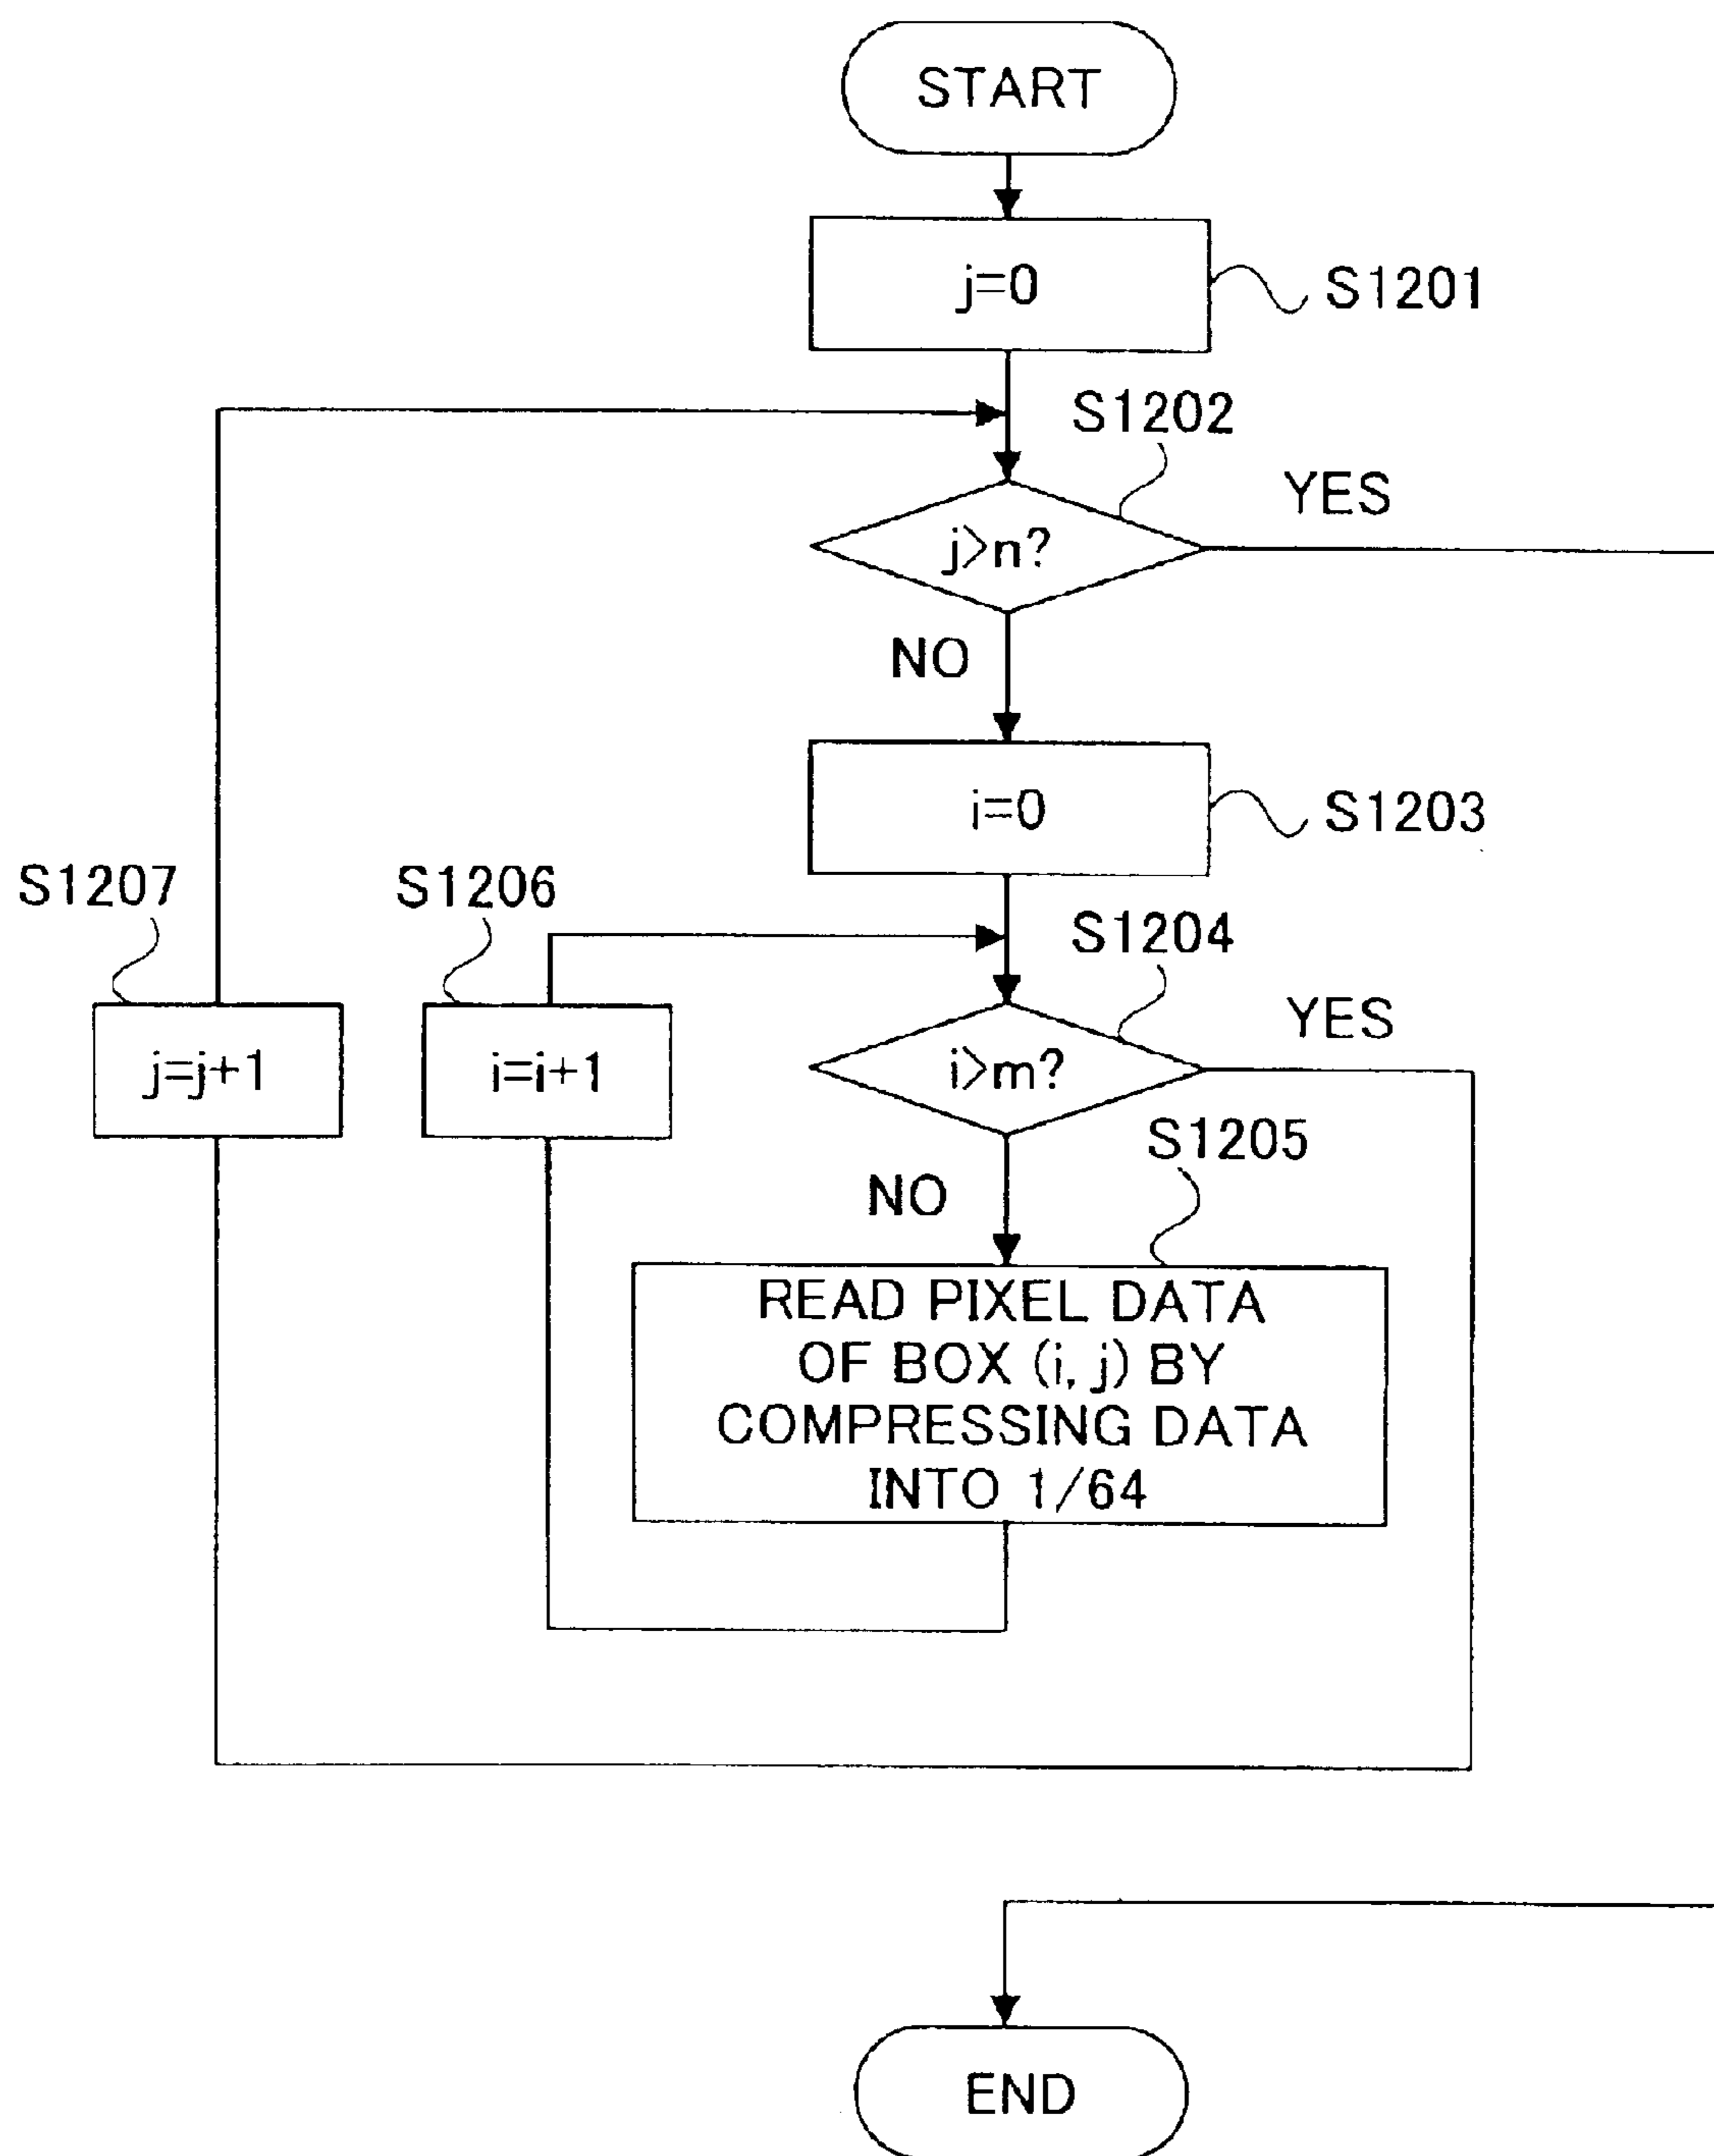 START
j=0
S1201
S1202
j>n?
YES
NO
i=0
S1203
S1207
S1206
S1204
j=j+1
i=i+1
i>m?
YES
NO
S1205
READ PIXEL DATA
OF BOX (i, j) BY
COMPRESSING DATA
INTO 1/64
END